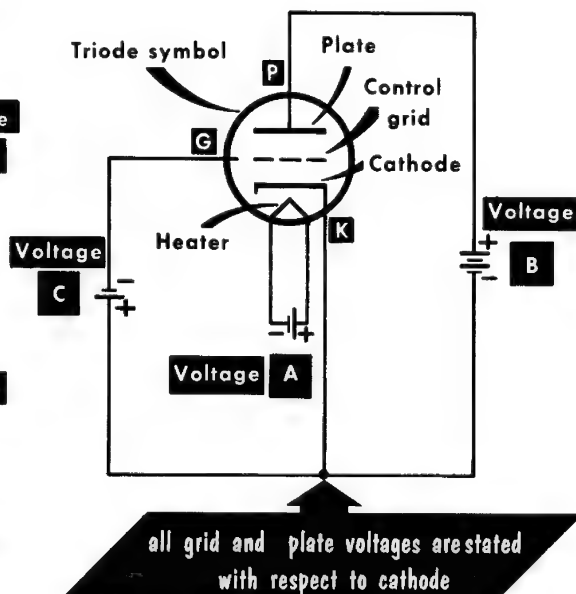 Triode symbol
Plate
P
Control
grid
e
G
Cathode
Heater
K
Voltage
B
Voltage
C
Voltage A
all grid and plate voltages are stated
with respect to cathode